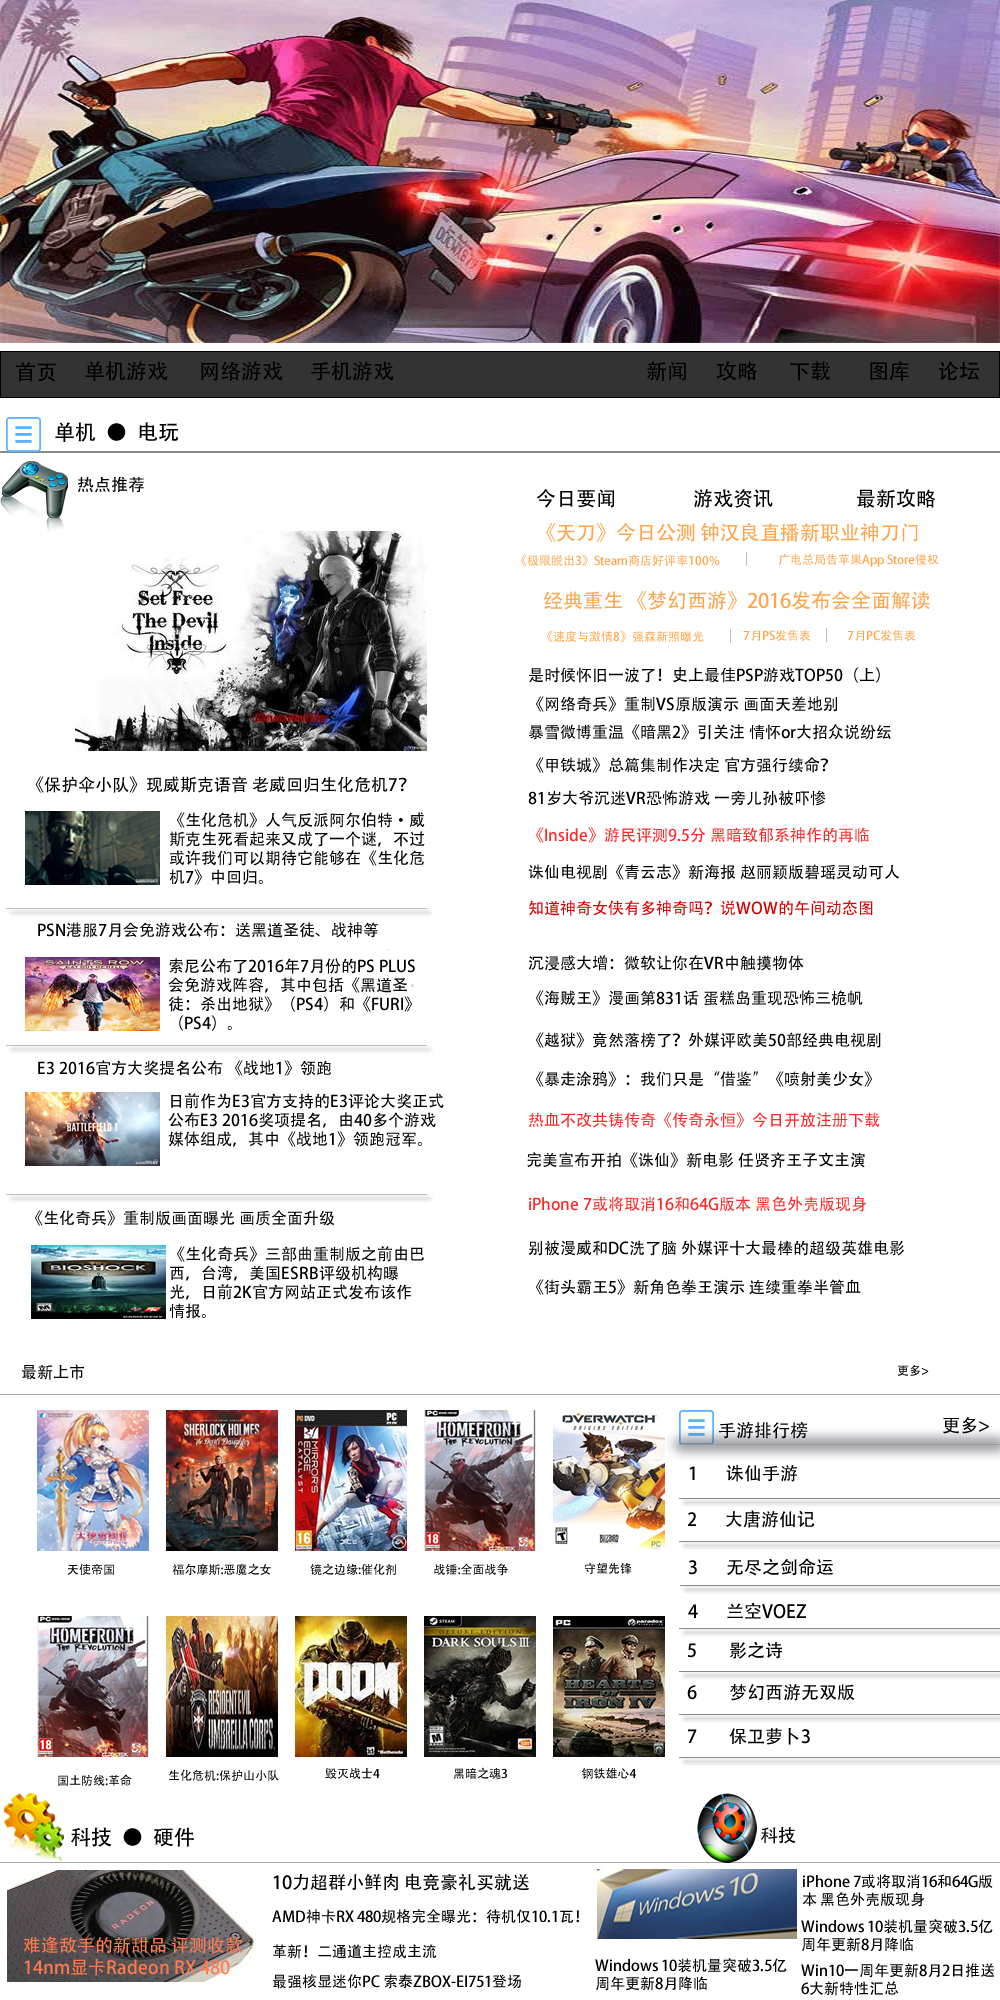 首页 单机游戏 网络游戏 手机游戏 新闻 攻略 下载 图库 论坛
单机 ● 电玩
热点推荐
Set Free
The Devil
Inside
《保护伞小队》现威斯克语音 老威回归生化危机7?
《生化危机》人气反派阿尔伯特·威
斯克生死看起来又成了一个谜，不过
或许我们可以期待它能够在《生化危
机7》中回归。
PSN港服7月会免游戏公布：送黑道圣徒、战神等
SAINTS ROW
GAT OUT OF HELL
索尼公布了2016年7月份的PS PLUS
会免游戏阵容，其中包括《黑道圣
徒：杀出地狱》（PS4）和《FURI》
（PS4）。
E3 2016官方大奖提名公布 《战地1》领跑
BATTLEFIELD 1
日前作为E3官方支持的E3评论大奖正式
公布E3 2016奖项提名，由40多个游戏
媒体组成，其中《战地1》领跑冠军。
《生化奇兵》重制版画面曝光 画质全面升级
BIOSHOCK
《生化奇兵》三部曲重制版之前由巴
西，台湾，美国ESRB评级机构曝
光，日前2K官方网站正式发布该作
情报。
今日要闻 游戏资讯 最新攻略
《天刀》今日公测 钟汉良直播新职业神刀门
《极限脱出3》Steam商店好评率100% | 广电总局告苹果App Store侵权
经典重生 《梦幻西游》2016发布会全面解读
《速度与激情8》强森新照曝光 | 7月PS发售表 | 7月PC发售表
是时候怀旧一波了！史上最佳PSP游戏TOP50（上）
《网络奇兵》重制VS原版演示 画面天差地别
暴雪微博重温《暗黑2》引关注 情怀or大招众说纷纭
《甲铁城》总篇集制作决定 官方强行续命?
81岁大爷沉迷VR恐怖游戏 一旁儿孙被吓惨
《Inside》游民评测9.5分 黑暗致郁系神作的再临
诛仙电视剧《青云志》新海报 赵丽颖版碧瑶灵动可人
知道神奇女侠有多神奇吗？说WOW的午间动态图
沉浸感大增：微软让你在VR中触摸物体
《海贼王》漫画第831话 蛋糕岛重现恐怖三桅帆
《越狱》竟然落榜了？外媒评欧美50部经典电视剧
《暴走涂鸦》：我们只是“借鉴”《喷射美少女》
热血不改共铸传奇《传奇永恒》今日开放注册下载
完美宣布开拍《诛仙》新电影 任贤齐王子文主演
iPhone 7或将取消16和64G版本 黑色外壳版现身
别被漫威和DC洗了脑 外媒评十大最棒的超级英雄电影
《街头霸王5》新角色拳王演示 连续重拳半管血
最新上市 更多>
SHERLOCK HOLMES
The Devil's Daughter
PC DVD PC
MIRROR'S EDGE CATALYST
16
PC DVD-ROM
HOMEFRONT
THE REVOLUTION
18
OVERWATCH
ORIGINS EDITION
BLIZZARD
PC
天使帝国 福尔摩斯:恶魔之女 镜之边缘:催化剂 战锤:全面战争 守望先锋
PC DVD-ROM
HOMEFRONT
THE REVOLUTION
18
RESIDENT EVIL
UMBRELLA CORPS
DOOM
Bethesda
STEAM
DELUXE EDITION
DARK SOULS III
PC paradox
HEARTS
OF
IRON IV
国土防线:革命 生化危机:保护山小队 毁灭战士4 黑暗之魂3 钢铁雄心4
手游排行榜 更多>
1 诛仙手游
2 大唐游仙记
3 无尽之剑命运
4 兰空VOEZ
5 影之诗
6 梦幻西游无双版
7 保卫萝卜3
科技 ● 硬件
RADEON
难逢敌手的新甜品 评测收款
14nm显卡Radeon RX 480
10力超群小鲜肉 电竞豪礼买就送
AMD神卡RX 480规格完全曝光：待机仅10.1瓦！
革新！二通道主控成主流
最强核显迷你PC 索泰ZBOX-EI751登场
科技
Windows 10
Windows 10装机量突破3.5亿
周年更新8月降临
iPhone 7或将取消16和64G版
本 黑色外壳版现身
Windows 10装机量突破3.5亿
周年更新8月降临
Win10一周年更新8月2日推送
6大新特性汇总